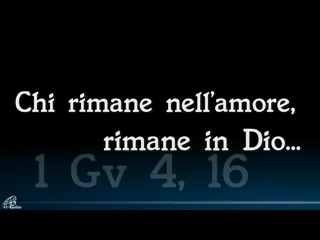 Chi rimane nell'amore,
rimane in Dio...
1 Gv 4, 16